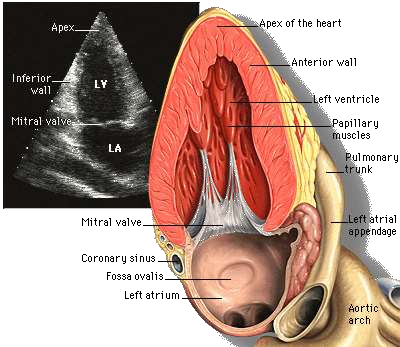 Apex
LV
Inferior
wall
Mitral valve
LA
Apex of the heart
Anterior wall
Left ventricle
Papillary
muscles
Pulmonary
trunk
Left atrial
appendage
Mitral valve
Coronary sinus
Fossa ovalis
Left atrium
Aortic
arch